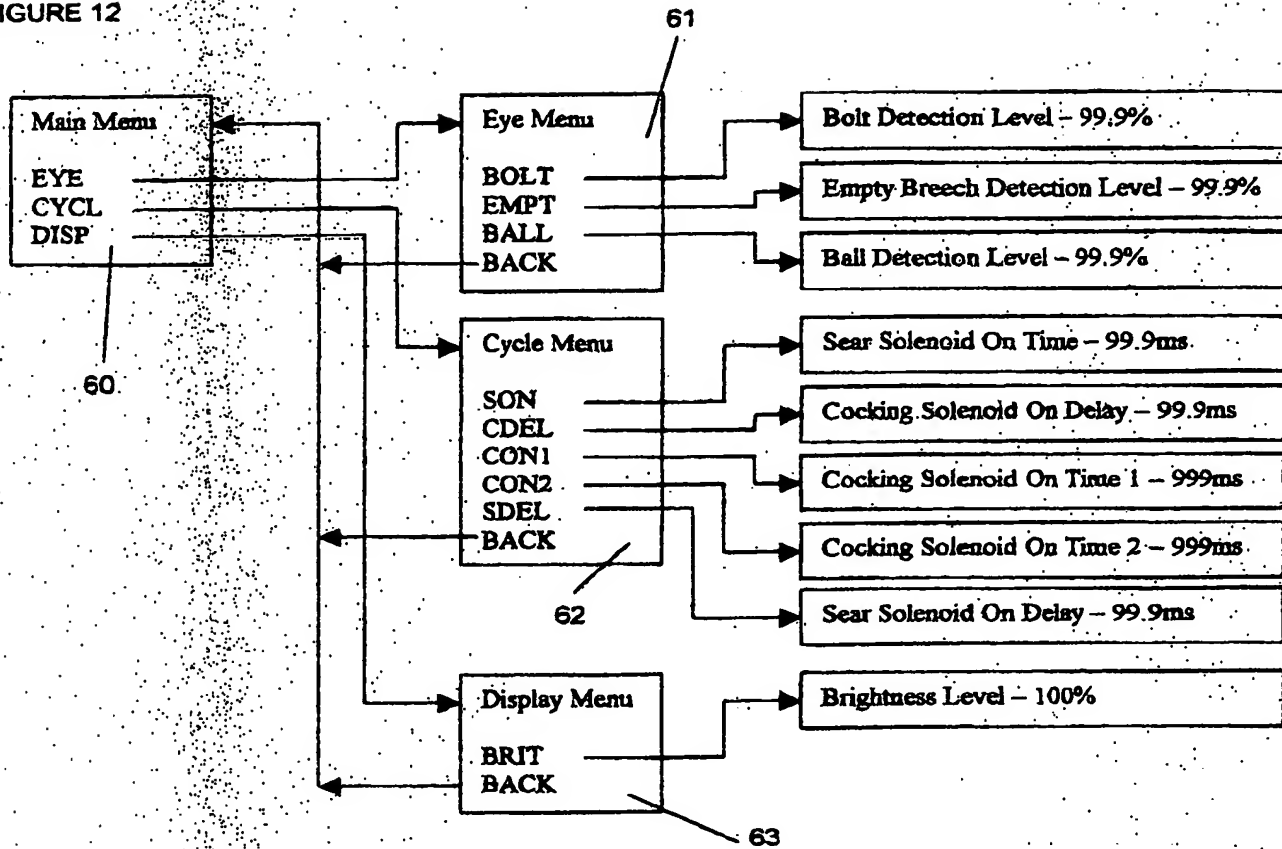 IGURE 12
61
Main Menu
EYE
CYCL
DISP
60
Eye Menu
BOLT
EMPT
BALL
BACK
Bolt Detection Level – 99.9%
Empty Breech Detection Level – 99.9%
Ball Detection Level – 99.9%
Cycle Menu
SON
CDEL
CON1
CON2
SDEL
BACK
62
Sear Solenoid On Time – 99.9ms
Cocking Solenoid On Delay – 99.9ms
Cocking Solenoid On Time 1 – 999ms
Cocking Solenoid On Time 2 – 999ms
Sear Solenoid On Delay – 99.9ms
Display Menu
BRIT
BACK
63
Brightness Level – 100%